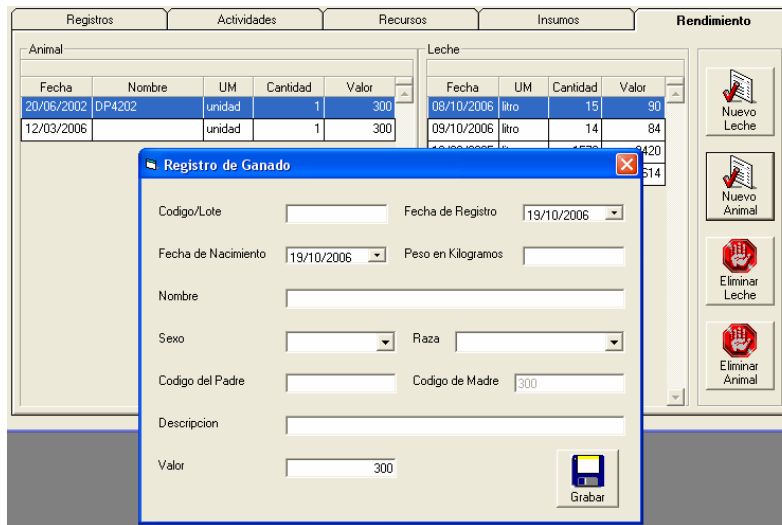 Registros Actividades Recursos Insumos Rendimiento
Animal Leche
Fecha Nombre UM Cantidad Valor Fecha UM Cantidad Valor
20/06/2002 DP4202 unidad 1 300 08/10/2006 litro 15 90
12/03/2006 unidad 1 300 09/10/2006 litro 14 84
Nuevo
Leche
Nuevo
Animal
Eliminar
Leche
Eliminar
Animal
Registro de Ganado
Codigo/Lote Fecha de Registro 19/10/2006
Fecha de Nacimiento 19/10/2006 Peso en Kilogramos
Nombre
Sexo Raza
Codigo del Padre Codigo de Madre 300
Descripcion
Valor 300
Grabar